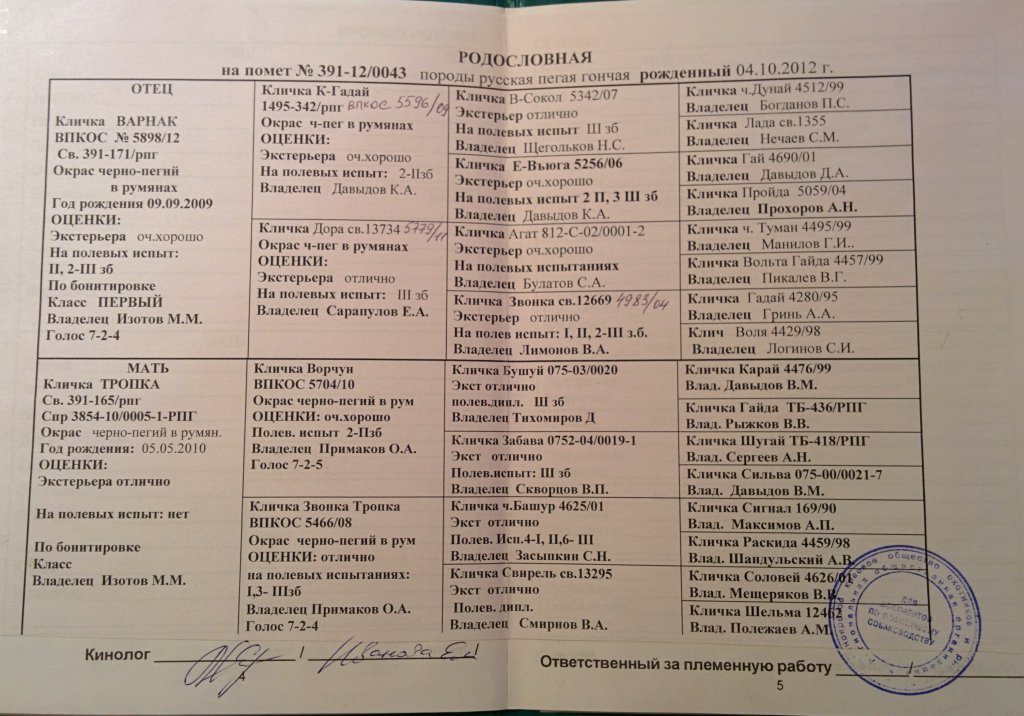 РОДОСЛОВНАЯ
на помет № 391-12/0043 породы русская пегая гончая рожденный 04.10.2012 г.
ОТЕЦ
Кличка ВАРНАК
ВПКОС № 5898/12
Св. 391-171/рпг
Окрас черно-пегий
в румянах
Год рождения 09.09.2009
ОЦЕНКИ:
Экстерьера оч.хорошо
На полевых испыт:
II, 2-III зб
По бонитировке
Класс ПЕРВЫЙ
Владелец Изотов М.М.
Голос 7-2-4
Кличка К-Гадай
1495-342/рпг ВПКОС 5596/09
Окрас ч-пег в румянах
ОЦЕНКИ:
Экстерьера оч.хорошо
На полевых испыт: 2-IIзб
Владелец Давыдов К.А.
Кличка Дора св.13734 5779/11
Окрас ч-пег в румянах
ОЦЕНКИ:
Экстерьера отлично
На полевых испыт: III зб
Владелец Сарапулов Е.А.
Кличка В-Сокол 5342/07
Экстерьер отлично
На полевых испыт III зб
Владелец Щегольков Н.С.
Кличка Е-Вьюга 5256/06
Экстерьер оч.хорошо
На полевых испыт 2 П, 3 Ш зб
Владелец Давыдов К.А.
Кличка Агат 812-С-02/0001-2
Экстерьер оч.хорошо
На полевых испытаниях
Владелец Булатов С.А.
Кличка Звонка св.12669 4983/04
Экстерьер отлично
На полев испыт: I, II, 2-III з.б.
Владелец Лимонов В.А.
Кличка ч.Дунай 4512/99
Владелец Богданов П.С.
Кличка Лада св.1355
Владелец Нечаев С.М.
Кличка Гай 4690/01
Владелец Давыдов Д.А.
Кличка Пройда 5059/04
Владелец Прохоров А.Н.
Кличка ч. Туман 4495/99
Владелец Манилов Г.И..
Кличка Вольта Гайда 4457/99
Владелец Пикалев В.Г.
Кличка Гадай 4280/95
Владелец Гринь А.А.
Клич Воля 4429/98
Владелец Логинов С.И.
МАТЬ
Кличка ТРОПКА
Св. 391-165/рпг
Спр 3854-10/0005-1-РПГ
Окрас черно-пегий в румян.
Год рождения: 05.05.2010
ОЦЕНКИ:
Экстерьера отлично
На полевых испыт: нет
По бонитировке
Класс
Владелец Изотов М.М.
Кличка Ворчун
ВПКОС 5704/10
Окрас черно-пегий в рум
ОЦЕНКИ: оч.хорошо
Полев. испыт 2-Пзб
Владелец Примаков О.А.
Голос 7-2-5
Кличка Звонка Тропка
ВПКОС 5466/08
Окрас черно-пегий в рум
ОЦЕНКИ: отлично
на полевых испытаниях:
I,3- IIIзб
Владелец Примаков О.А.
Голос 7-2-4
Кличка Бушуй 075-03/0020
Экст отлично
полев.дипл. Ш зб
Владелец Тихомиров Д
Кличка Забава 0752-04/0019-1
Экст отлично
Полев.испыт: Ш зб
Владелец Скворцов В.П.
Кличка ч.Башур 4625/01
Экст отлично
Полев. Исп.4-I, П,6- III
Владелец Засыпкин С.Н.
Кличка Свирель св.13295
Экст отлично
Полев. дипл.
Владелец Смирнов В.А.
Кличка Карай 4476/99
Влад. Давыдов В.М.
Кличка Гайда ТБ-436/РПГ
Влад. Рыжков В.В.
Кличка Шугай ТБ-418/РПГ
Влад. Сергеев А.Н.
Кличка Сильва 075-00/0021-7
Влад. Давыдов В.М.
Кличка Сигнал 169/90
Влад. Максимов А.П.
Кличка Раскида 4459/98
Влад. Шандульский А.В.
Кличка Соловей 4626/01
Влад. Мещеряков В.
Кличка Шельма 12462
Влад. Полежаев А.М.
ДЛЯ
ДОКУМЕНТОВ
ПО ОХОТНИЧЬЕМУ
СОБАКОВОДСТВУ
Кинолог / Иванова Е.А /
Ответственный за племенную работу /
5